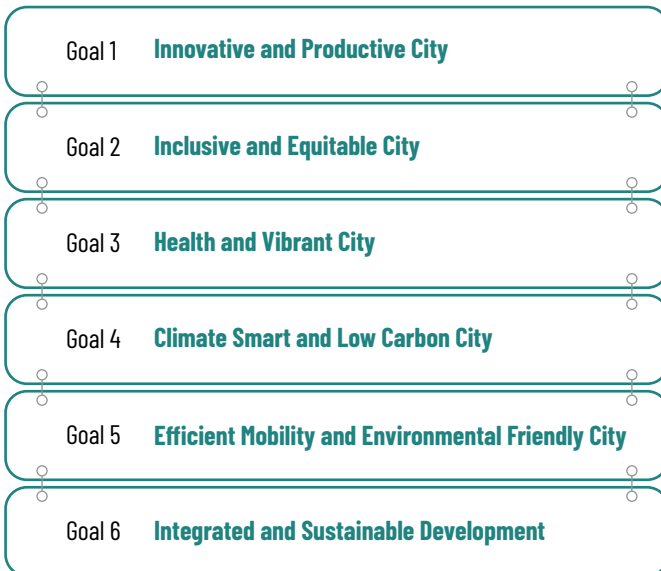 Goal 1 Innovative and Productive City
Goal 2 Inclusive and Equitable City
Goal 3 Health and Vibrant City
Goal 4 Climate Smart and Low Carbon City
Goal 5 Efficient Mobility and Environmental Friendly City
Goal 6 Integrated and Sustainable Development